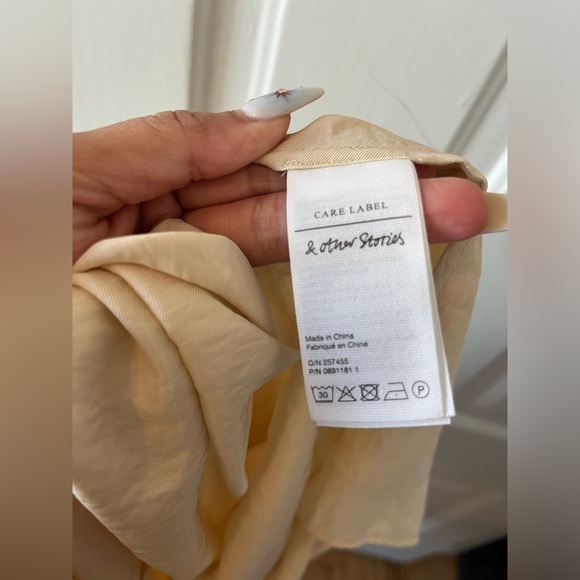 CARE LABEL
& other Stories
Made in China
Fabriqué en Chine
O/N 257455
P/N 0891181 1
30 P